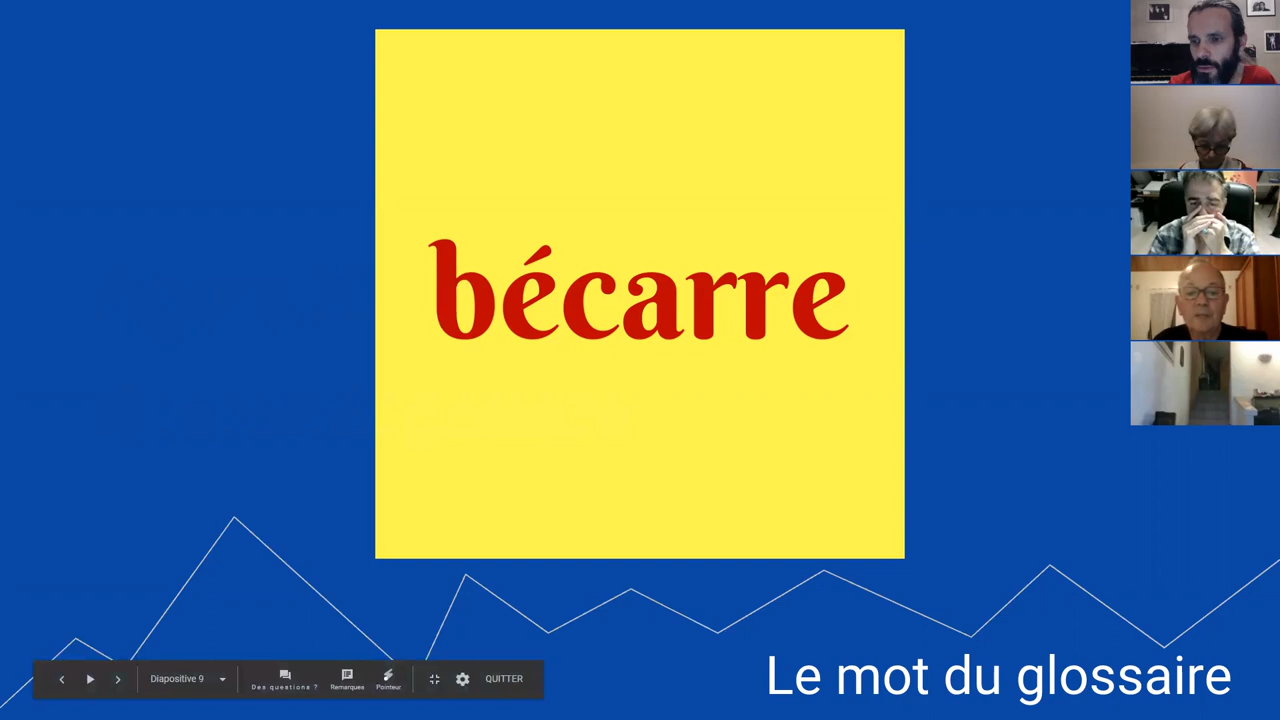 bécarre
Le mot du glossaire
Diapositive 9
Des questions ?
Remarques
Pointeur
QUITTER